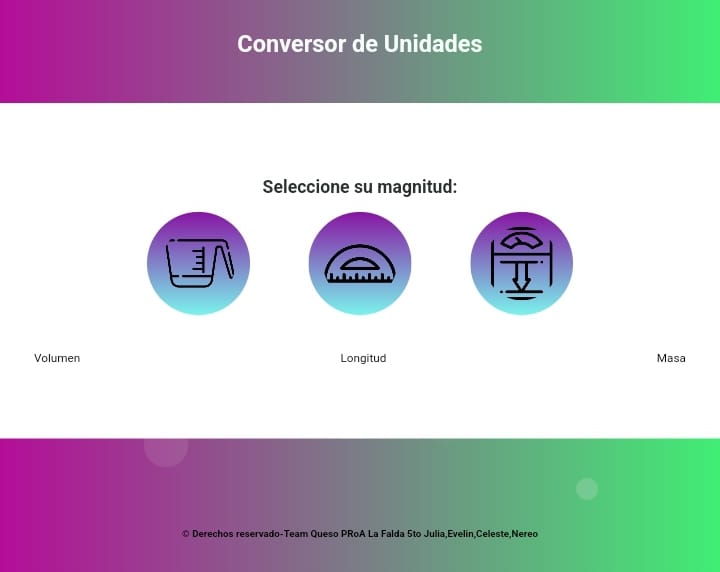 Conversor de Unidades
Seleccione su magnitud:
Volumen Longitud Masa
© Derechos reservado-Team Queso PRoA La Falda 5to Julia,Evelin,Celeste,Nereo